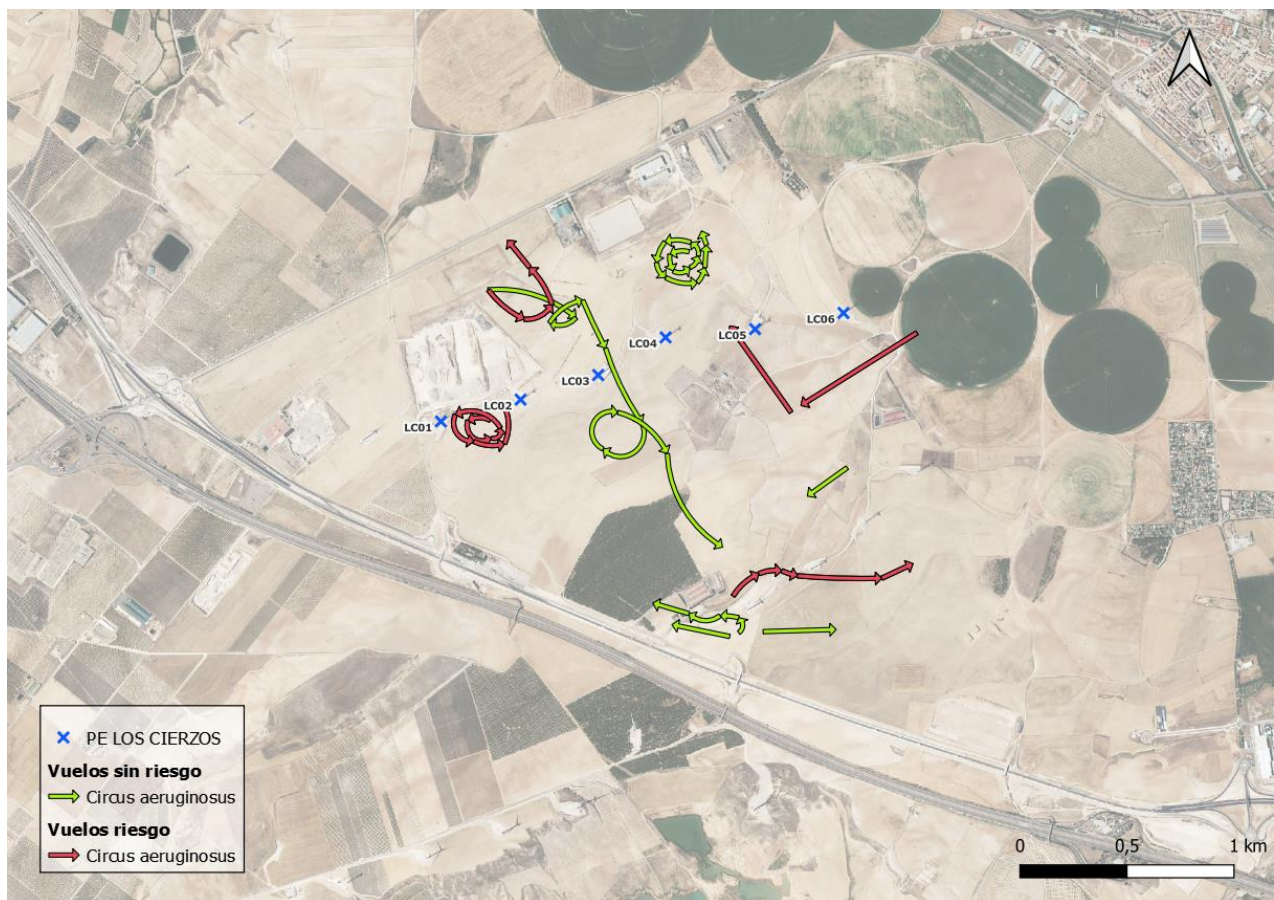 LC06
LC05
LC04
LC03
LC02
LC01
PE LOS CIERZOS
Vuelos sin riesgo
Circus aeruginosus
Vuelos riesgo
Circus aeruginosus
0 0,5 1 km